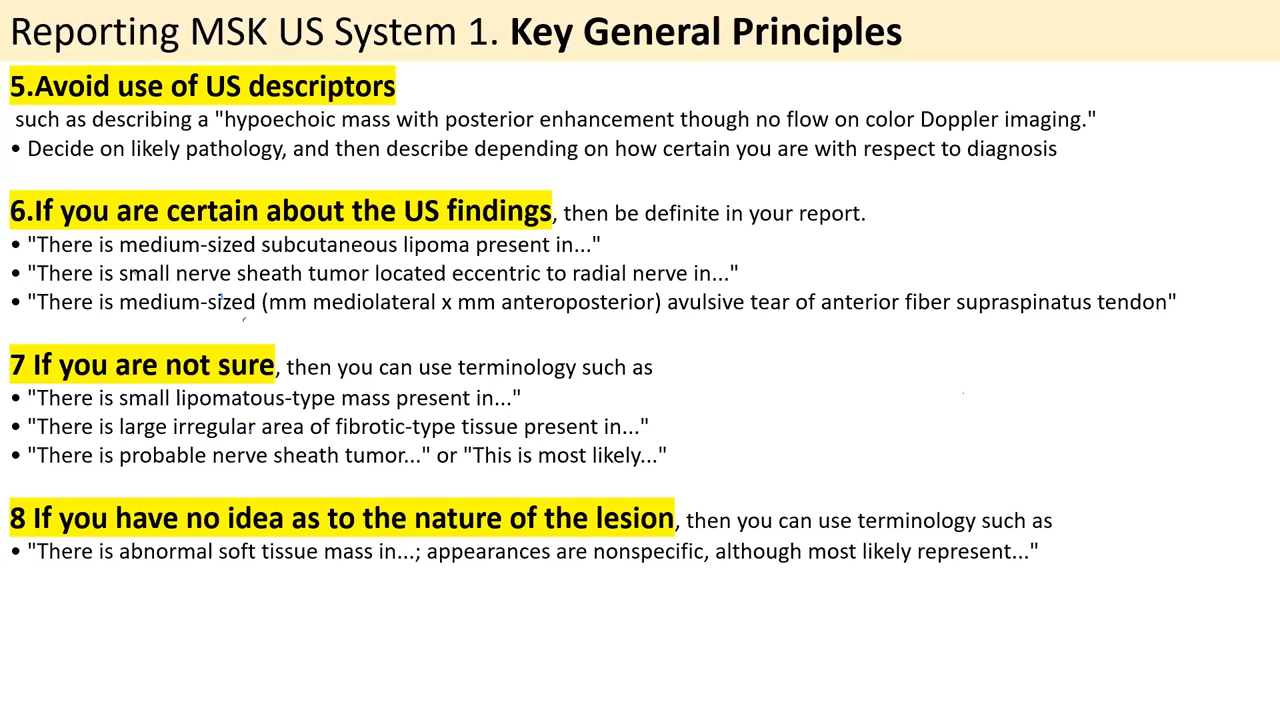 Reporting MSK US System 1. Key General Principles
5.Avoid use of US descriptors
such as describing a "hypoechoic mass with posterior enhancement though no flow on color Doppler imaging."
• Decide on likely pathology, and then describe depending on how certain you are with respect to diagnosis
6.If you are certain about the US findings, then be definite in your report.
• "There is medium-sized subcutaneous lipoma present in..."
• "There is small nerve sheath tumor located eccentric to radial nerve in..."
• "There is medium-sized (mm mediolateral x mm anteroposterior) avulsive tear of anterior fiber supraspinatus tendon"
7 If you are not sure, then you can use terminology such as
• "There is small lipomatous-type mass present in..."
• "There is large irregular area of fibrotic-type tissue present in..."
• "There is probable nerve sheath tumor..." or "This is most likely..."
8 If you have no idea as to the nature of the lesion, then you can use terminology such as
• "There is abnormal soft tissue mass in...; appearances are nonspecific, although most likely represent..."